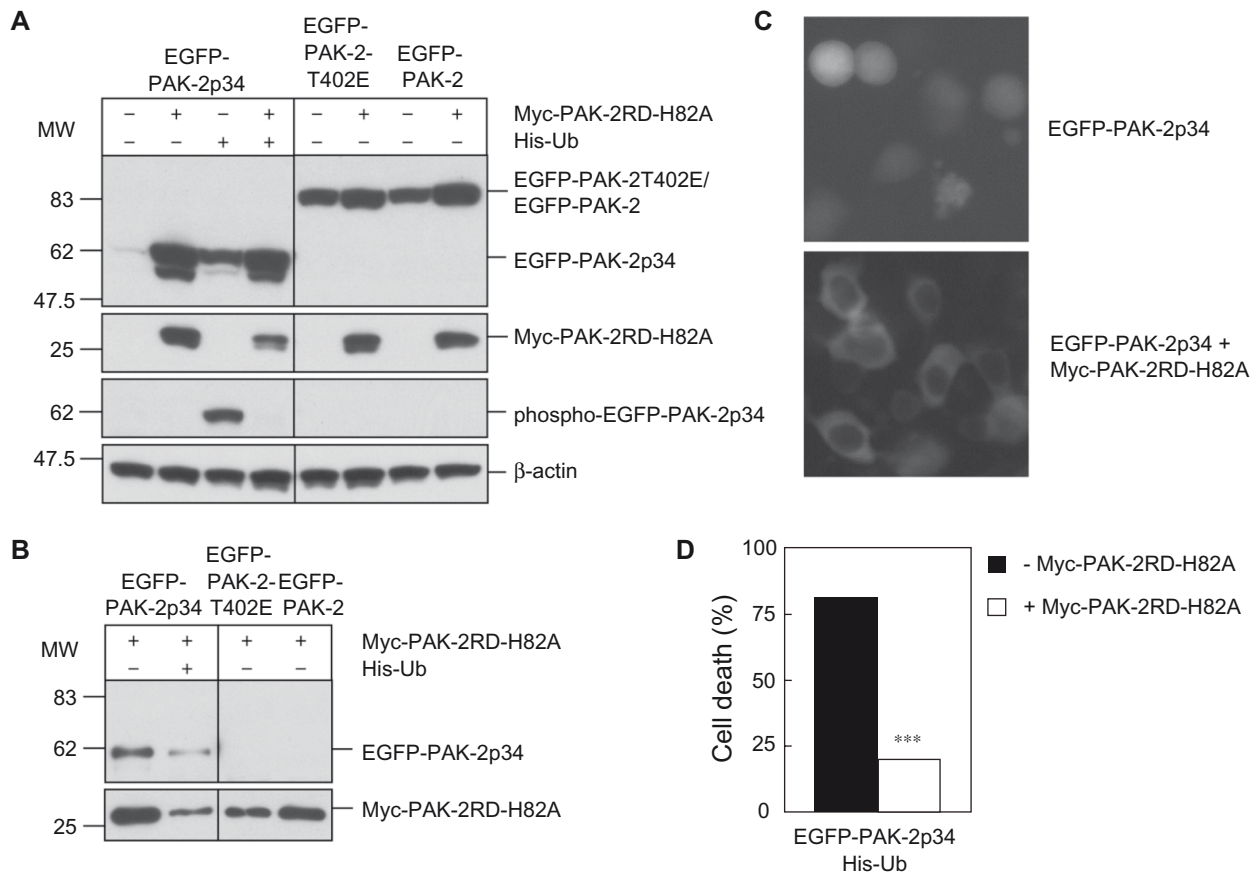 A
EGFP-
PAK-2p34
EGFP-
PAK-2-
T402E
EGFP-
PAK-2
MW
– + – + – + – +
Myc-PAK-2RD-H82A
– – + + – – – –
His-Ub
83
62
47.5
EGFP-PAK-2T402E/
EGFP-PAK-2
EGFP-PAK-2p34
25
Myc-PAK-2RD-H82A
62
phospho-EGFP-PAK-2p34
47.5
β-actin
B
EGFP-
PAK-2p34
EGFP-
PAK-2-
T402E
EGFP-
PAK-2
MW
+ + + +
Myc-PAK-2RD-H82A
– + – –
His-Ub
83
62
EGFP-PAK-2p34
25
Myc-PAK-2RD-H82A
C
EGFP-PAK-2p34
EGFP-PAK-2p34 +
Myc-PAK-2RD-H82A
D
Cell death (%)
100
75
50
25
0
***
- Myc-PAK-2RD-H82A
+ Myc-PAK-2RD-H82A
EGFP-PAK-2p34
His-Ub